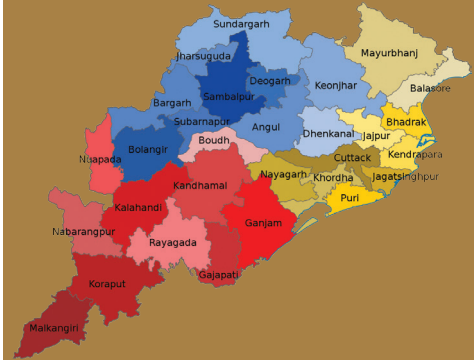 Sundargarh
Mayurbhanj
Jharsuguda
Deogarh
Keonjhar
Balasore
Sambalpur
Bargarh
Subarnapur
Angul
Bhadrak
Dhenkanal
Jajpur
Bolangir
Boudh
Kendrapara
Nuapada
Cuttack
Nayagarh
Khordha
Jagatsinghpur
Kandhamal
Puri
Kalahandi
Ganjam
Nabarangpur
Rayagada
Gajapati
Koraput
Malkangiri